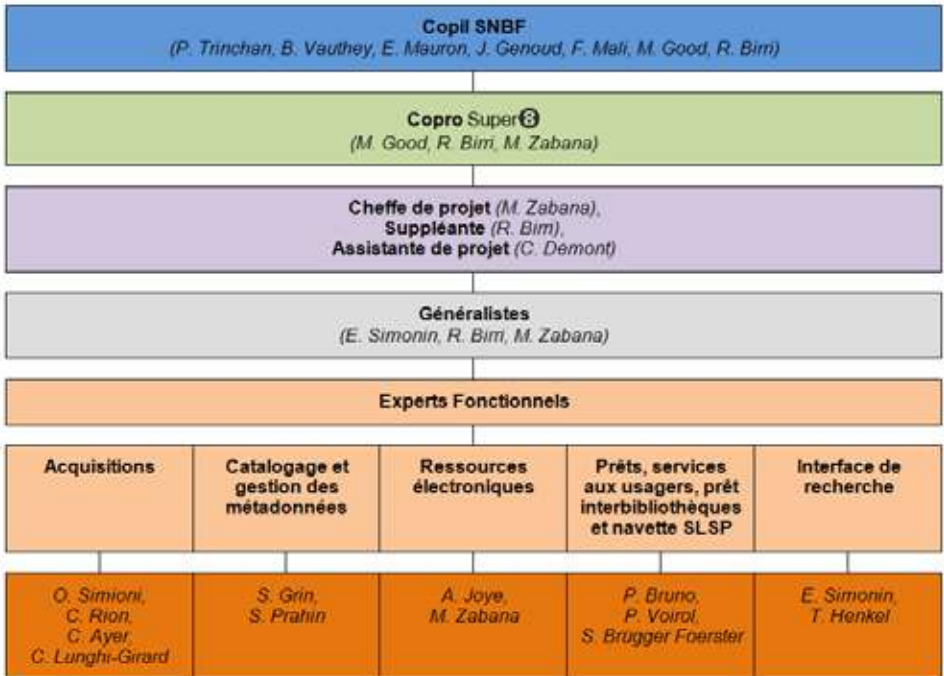 Copil SNBF
(P. Trinchan, B. Vauthey, E. Mauron, J. Genoud, F. Mali, M. Good, R. Birri)
Copro Super❽
(M. Good, R. Birri, M. Zabana)
Cheffe de projet (M. Zabana),
Suppléante (R. Birri),
Assistante de projet (C. Demont)
Généralistes
(E. Simonin, R. Birri, M. Zabana)
Experts Fonctionnels
Acquisitions
Catalogage et
gestion des
métadonnées
Ressources
électroniques
Prêts, services
aux usagers, prêt
interbibliothèques
et navette SLSP
Interface de
recherche
O. Simioni,
C. Rion,
C. Ayer,
C. Lunghi-Girard
S. Grin,
S. Prahin
A. Joye,
M. Zabana
P. Bruno,
P. Voirol,
S. Brügger Foerster
E. Simonin,
T. Henkel